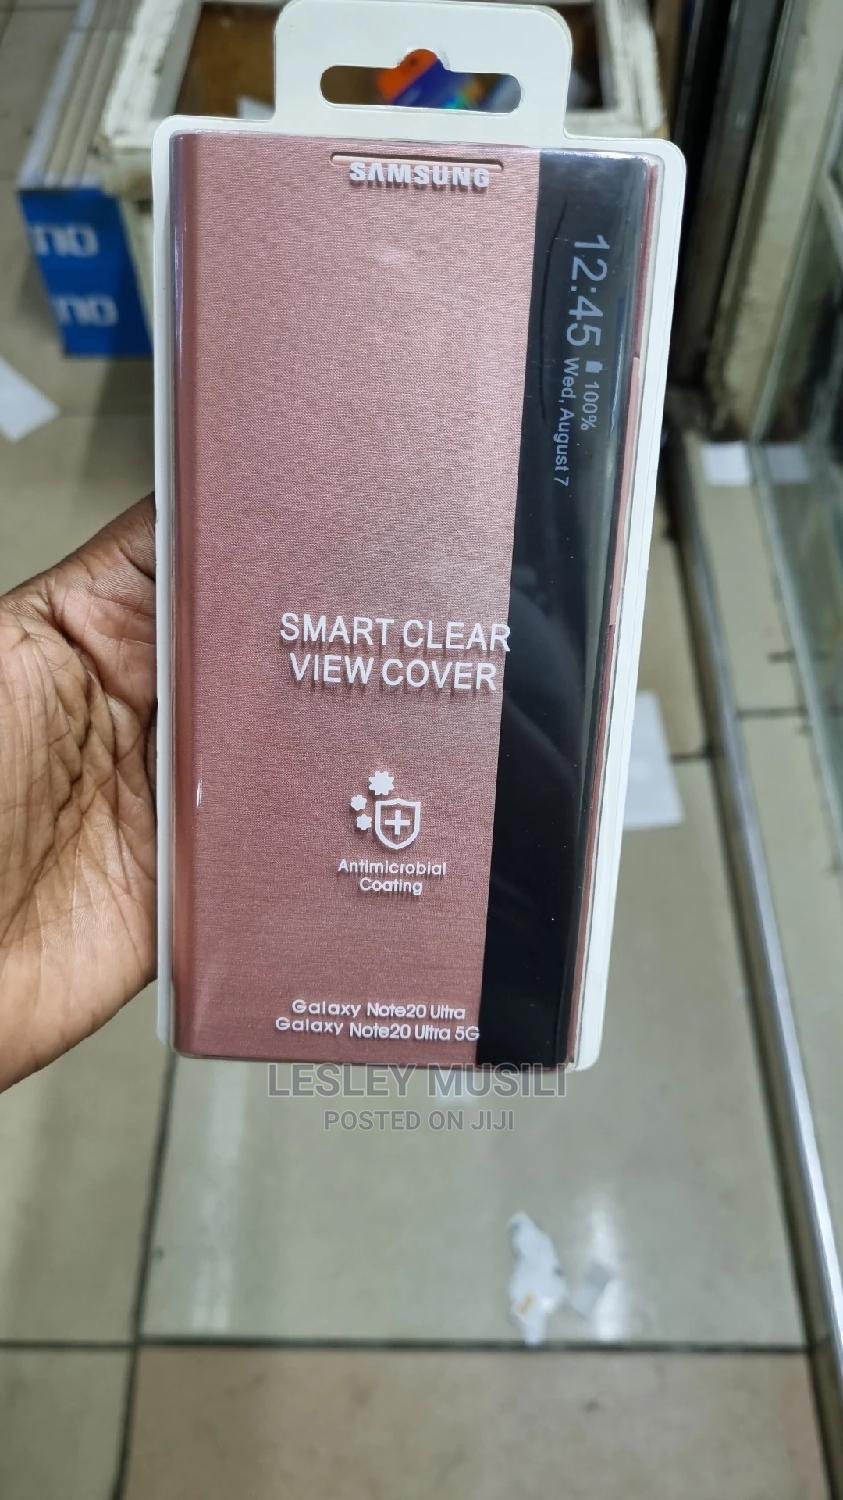 SAMSUNG
12:45
100%
Wed, August 7
SMART CLEAR
VIEW COVER
Antimicrobial
Coating
Galaxy Note20 Ultra
Galaxy Note20 Ultra 5G
LESLEY MUSILI
POSTED ON JIJI